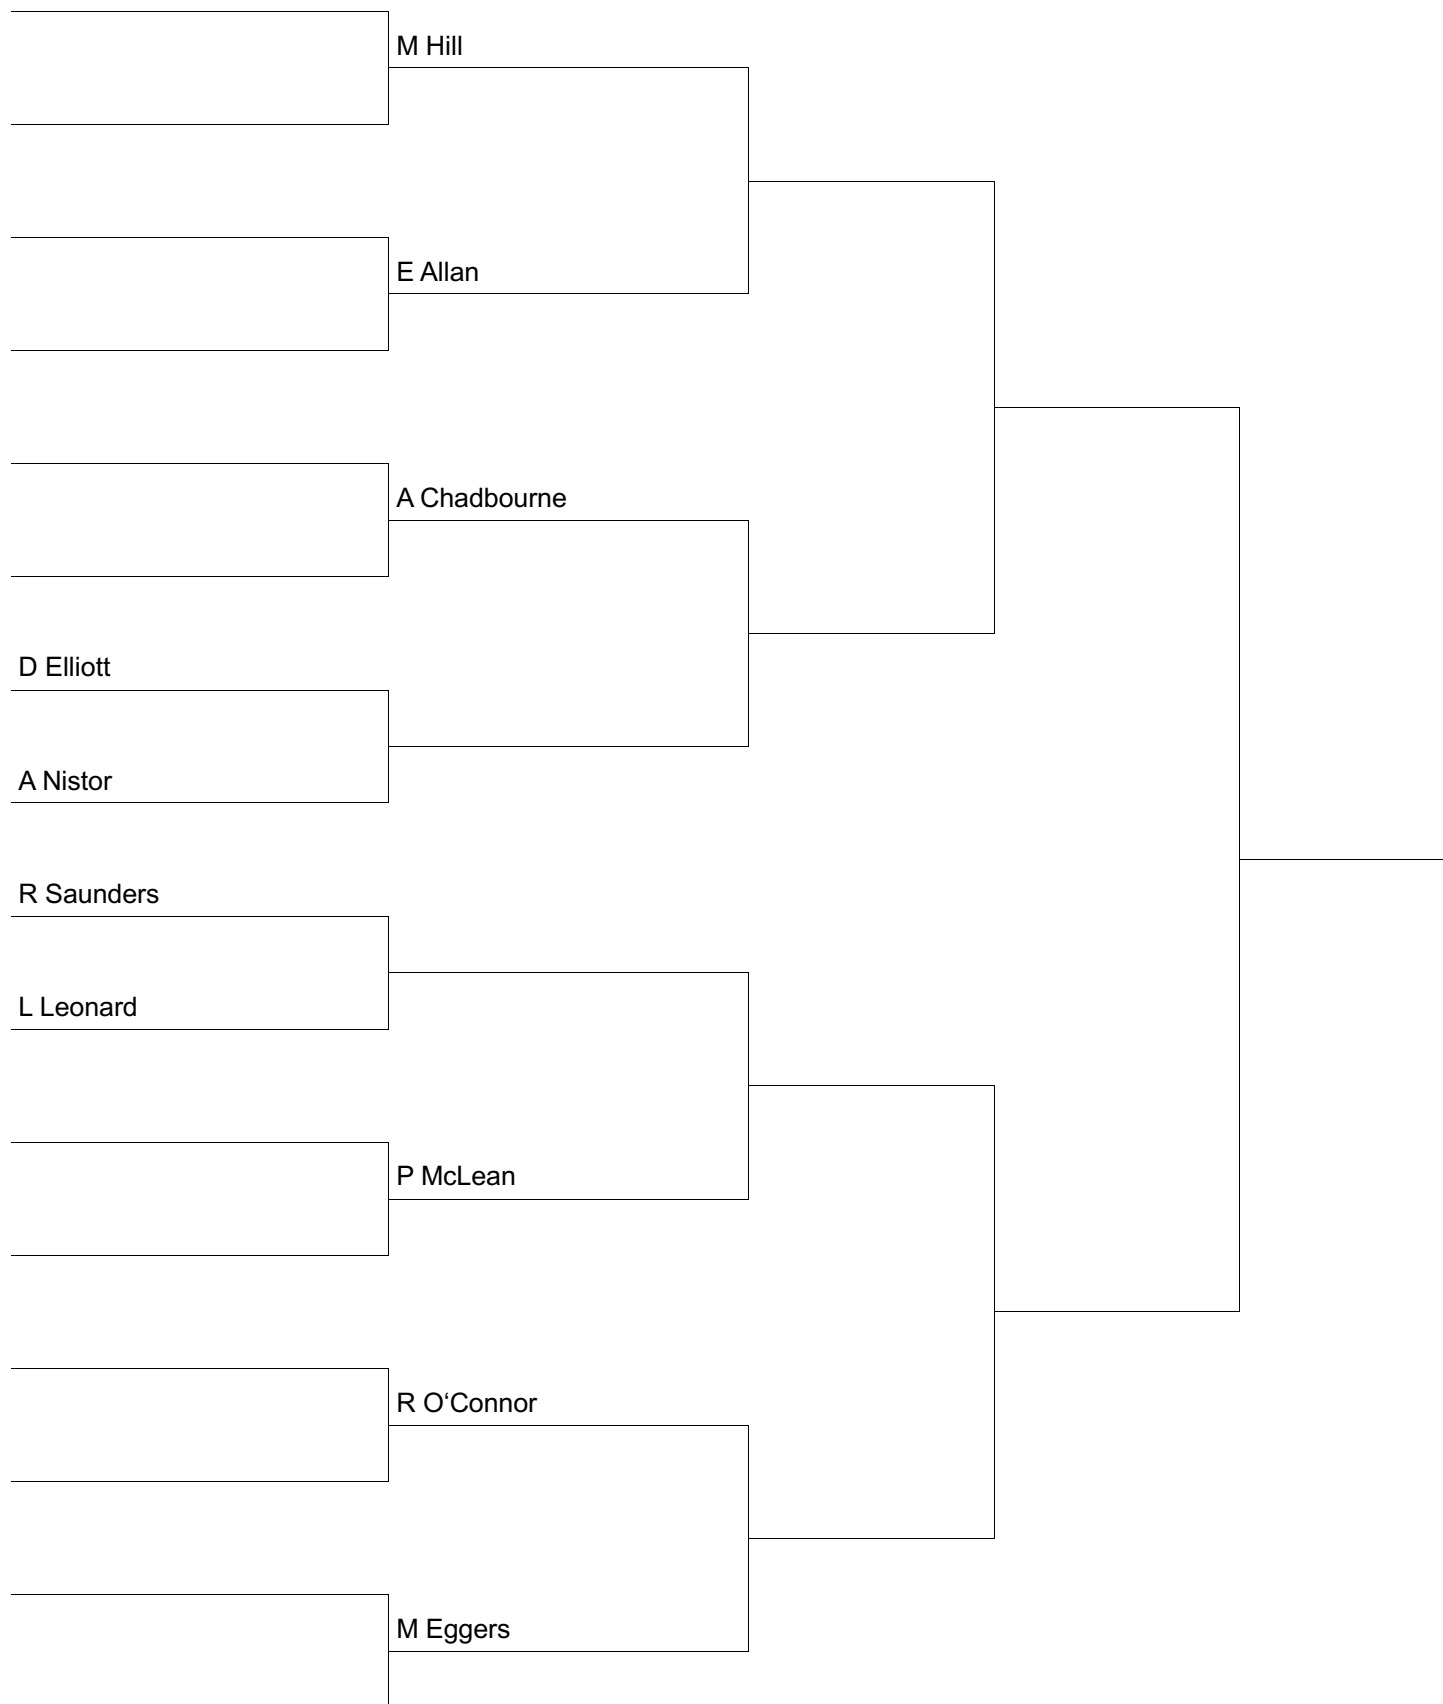 M Hill
E Allan
A Chadbourne
D Elliott
A Nistor
R Saunders
L Leonard
P McLean
R O‘Connor
M Eggers